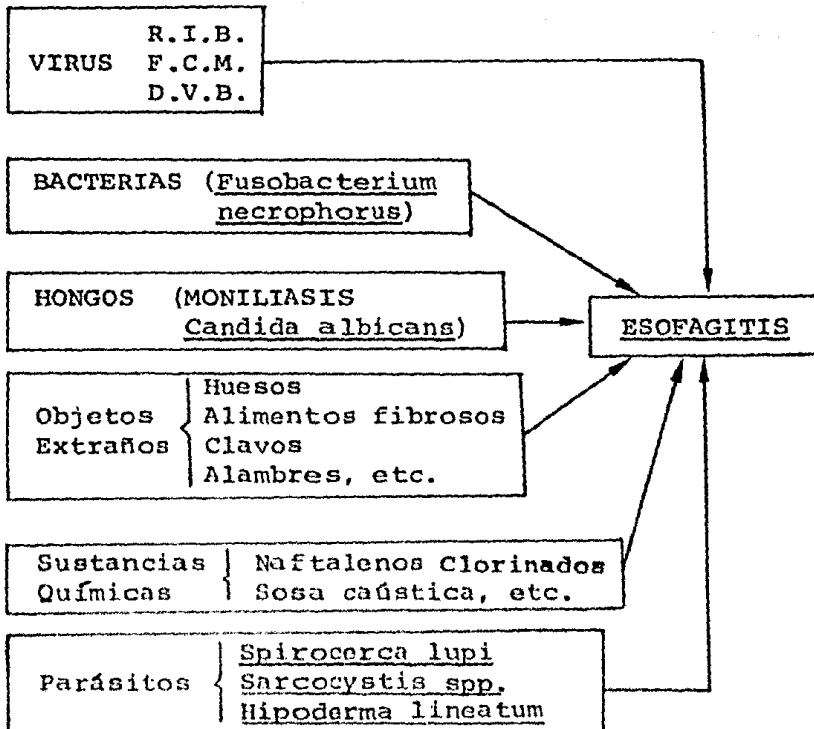 R.I.B.
VIRUS F.C.M.
D.V.B.
BACTERIAS (Fusobacterium
necrophorus)
HONGOS (MONILIASIS
Candida albicans)
ESOFAGITIS
Objetos
Extraños
Huesos
Alimentos fibrosos
Clavos
Alambres, etc.
Sustancias
Químicas
Naftalenos Clorinados
Sosa caústica, etc.
Parásitos
Spirocerca lupi
Sarcocystis spp.
Hipoderma lineatum